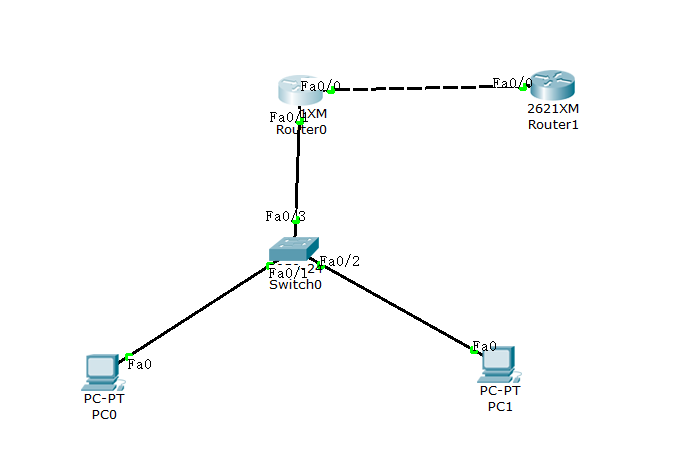 Fa0/0
Fa0/0
1XM
Router0
2621XM
Router1
Fa0/1
Fa0/3
Fa0/2
Fa0/1
24
Switch0
Fa0
PC-PT
PC0
Fa0
PC-PT
PC1